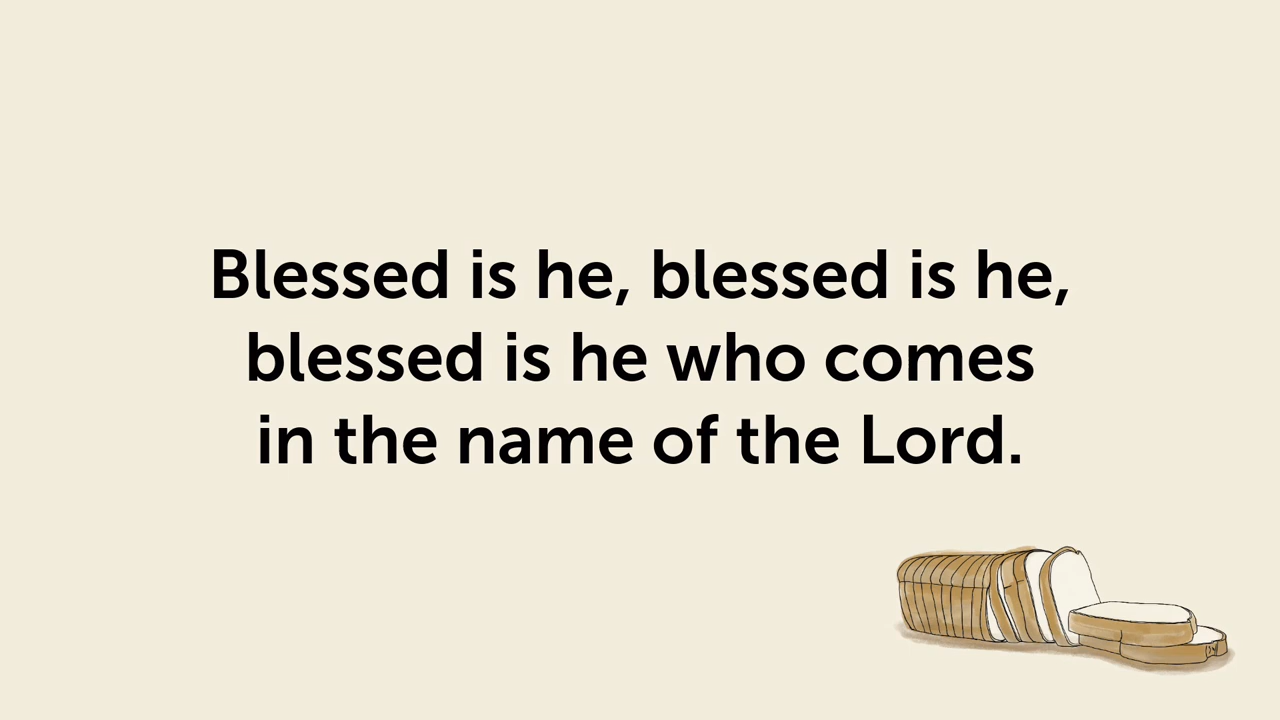 Blessed is he, blessed is he,
blessed is he who comes
in the name of the Lord.